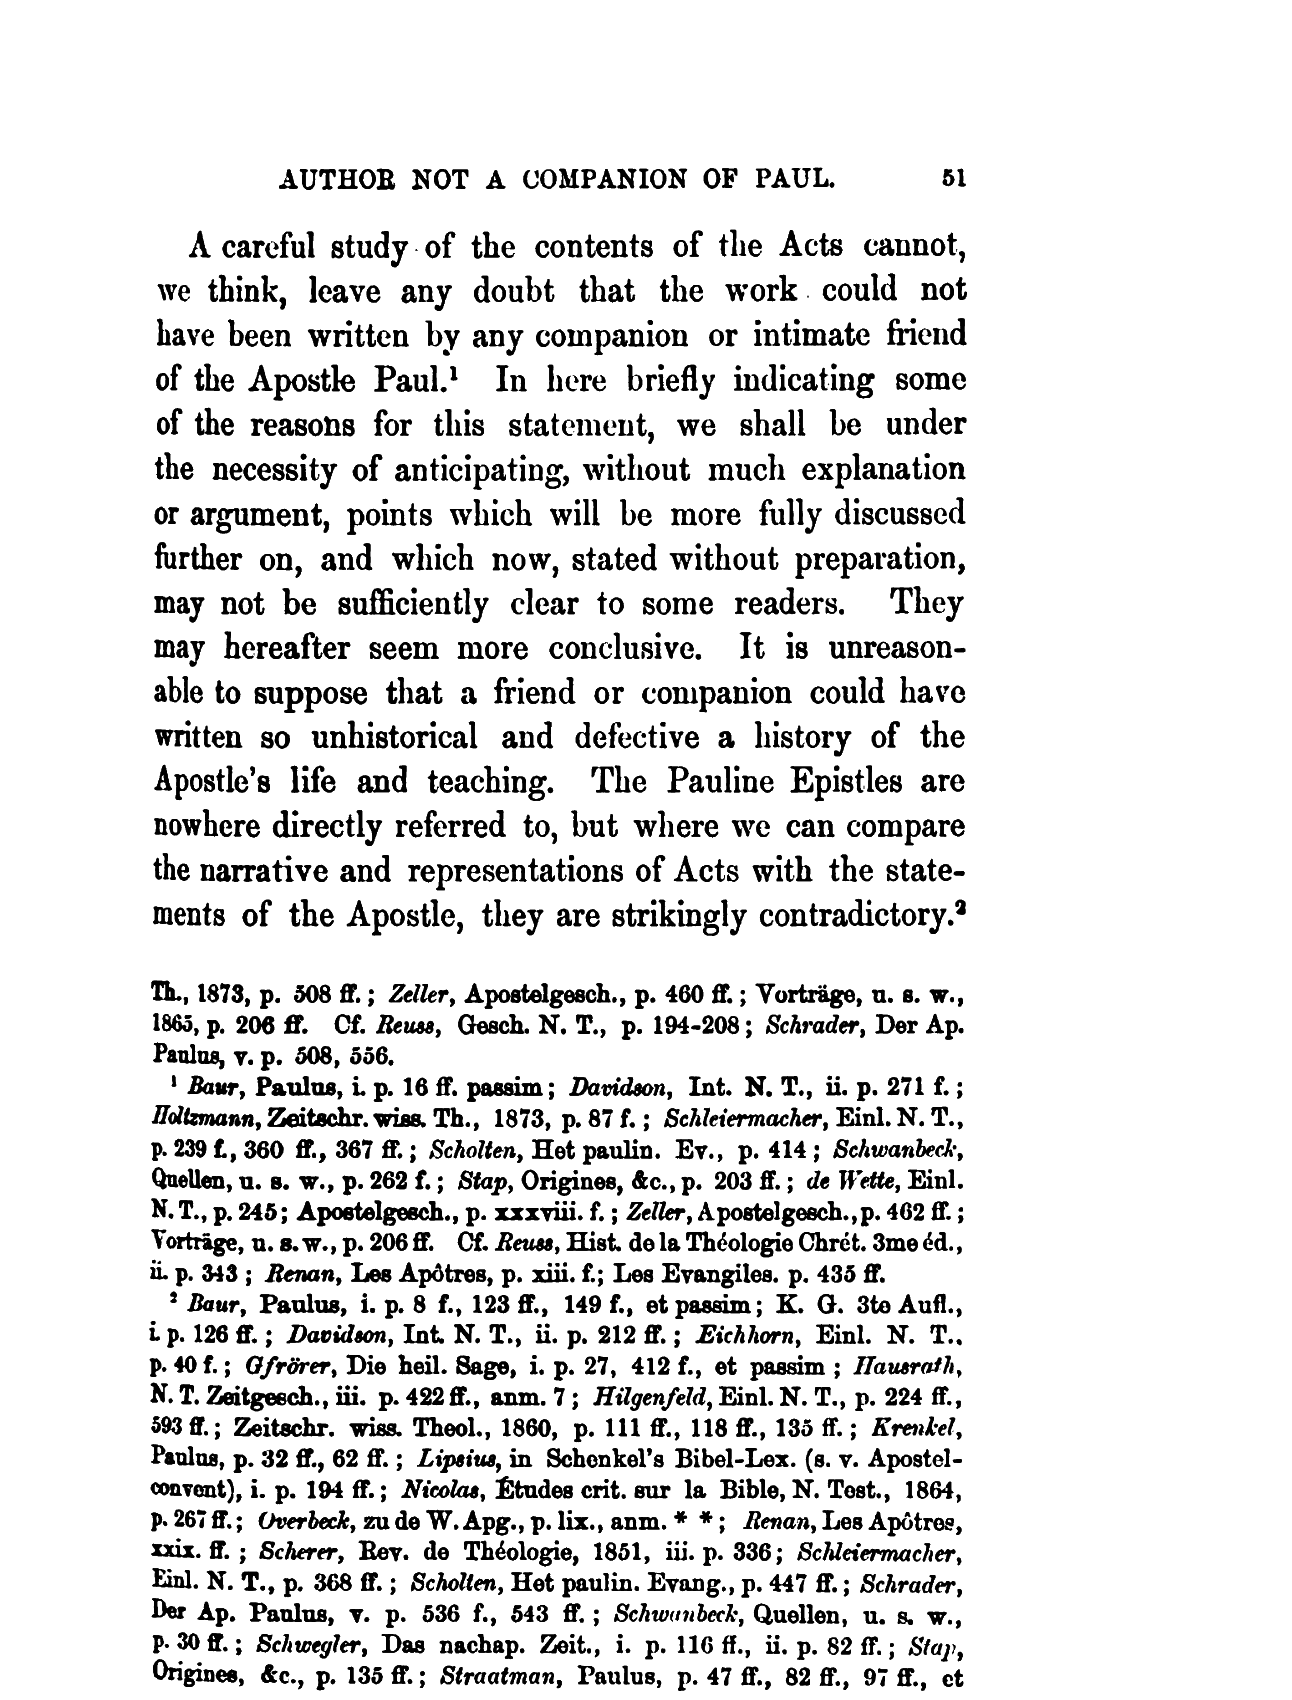 AUTHOR NOT A COMPANION OF PAUL. 51
A careful study of the contents of the Acts cannot,
we think, leave any doubt that the work could not
have been written by any companion or intimate friend
of the Apostle Paul.¹ In here briefly indicating some
of the reasons for this statement, we shall be under
the necessity of anticipating, without much explanation
or argument, points which will be more fully discussed
further on, and which now, stated without preparation,
may not be sufficiently clear to some readers. They
may hereafter seem more conclusive. It is unreason-
able to suppose that a friend or companion could have
written so unhistorical and defective a history of the
Apostle's life and teaching. The Pauline Epistles are
nowhere directly referred to, but where we can compare
the narrative and representations of Acts with the state-
ments of the Apostle, they are strikingly contradictory.²
Th., 1873, p. 508 ff.; Zeller, Apostelgesch., p. 460 ff.; Vorträge, u. s. w.,
1865, p. 206 ff. Cf. Reuss, Gesch. N. T., p. 194-208; Schrader, Der Ap.
Paulus, v. p. 508, 556.
¹ Baur, Paulus, i. p. 16 ff. passim; Davidson, Int. N. T., ii. p. 271 f.;
Holtzmann, Zeitschr. wiss. Th., 1873, p. 87 f.; Schleiermacher, Einl. N. T.,
p. 239 f., 360 ff., 367 ff.; Scholten, Het paulin. Ev., p. 414; Schwanbeck,
Quellen, u. s. w., p. 262 f.; Stap, Origines, &c., p. 203 ff.; de Wette, Einl.
N. T., p. 245; Apostelgesch., p. xxxviii. f.; Zeller, Apostelgesch., p. 462 ff.;
Vorträge, u. s. w., p. 206 ff. Cf. Reuss, Hist. de la Théologie Chrét. 3me éd.,
ii. p. 343; Renan, Les Apôtres, p. xiii. f.; Les Evangiles. p. 435 ff.
² Baur, Paulus, i. p. 8 f., 123 ff., 149 f., et passim; K. G. 3te Aufl.,
i. p. 126 ff.; Davidson, Int. N. T., ii. p. 212 ff.; Eichhorn, Einl. N. T.,
p. 40 f.; Gfrörer, Die heil. Sage, i. p. 27, 412 f., et passim; Hausrath,
N. T. Zeitgesch., iii. p. 422 ff., anm. 7; Hilgenfeld, Einl. N. T., p. 224 ff.,
593 ff.; Zeitschr. wiss. Theol., 1860, p. 111 ff., 118 ff., 135 ff.; Krenkel,
Paulus, p. 32 ff., 62 ff.; Lipsius, in Schenkel's Bibel-Lex. (s. v. Apostel-
convent), i. p. 194 ff.; Nicolas, Études crit. sur la Bible, N. Test., 1864,
p. 267 ff.; Overbeck, zu de W. Apg., p. lix., anm. * *; Renan, Les Apôtres,
xxix. ff.; Scherer, Rev. de Théologie, 1851, iii. p. 336; Schleiermacher,
Einl. N. T., p. 368 ff.; Scholten, Het paulin. Evang., p. 447 ff.; Schrader,
Der Ap. Paulus, v. p. 536 f., 543 ff.; Schwanbeck, Quellen, u. s. w.,
p. 30 ff.; Schwegler, Das nachap. Zeit., i. p. 116 ff., ii. p. 82 ff.; Stap,
Origines, &c., p. 135 ff.; Straatman, Paulus, p. 47 ff., 82 ff., 97 ff., et